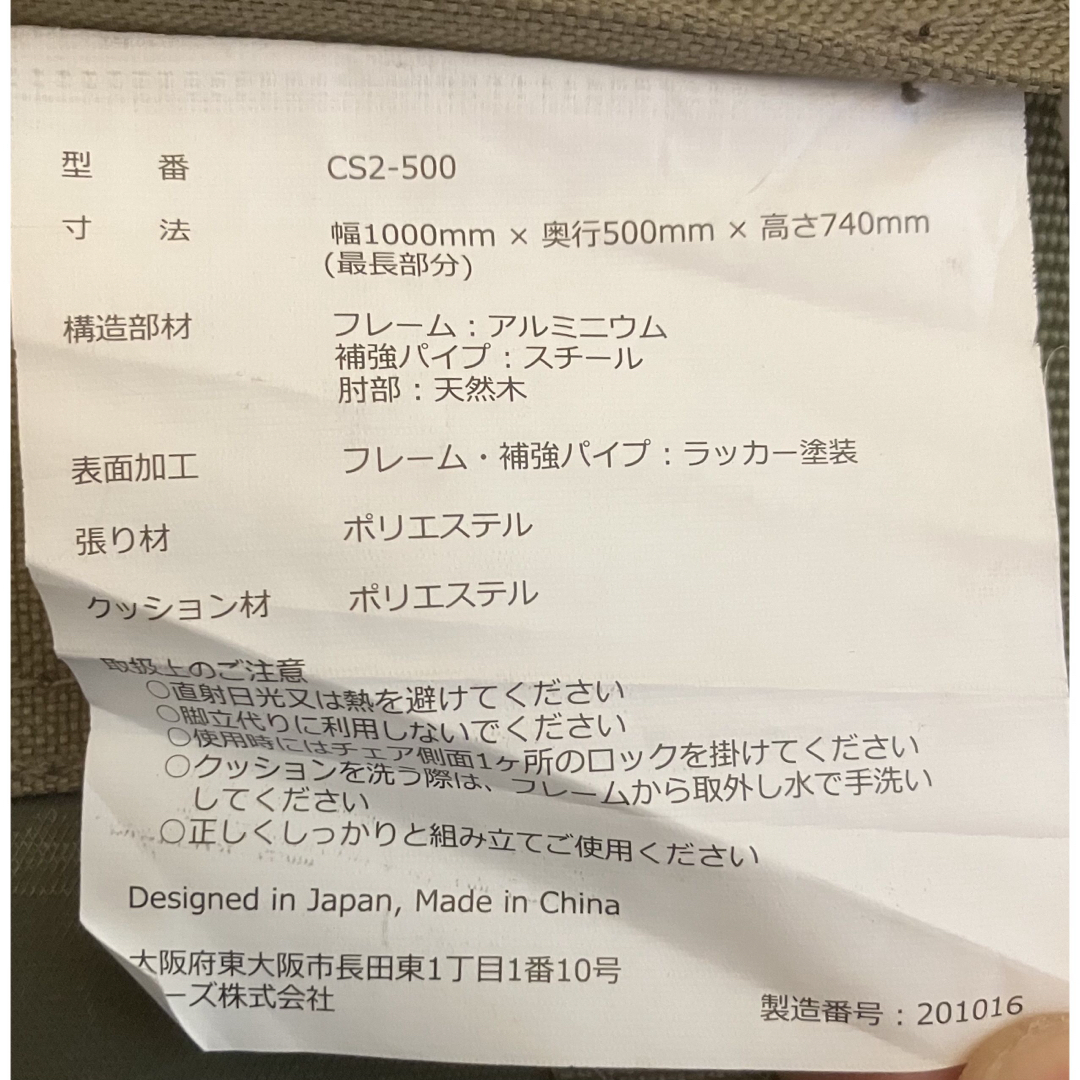 型番 CS2-500
寸法 幅1000mm × 奥行500mm × 高さ740mm
(最長部分)
構造部材 フレーム：アルミニウム
補強パイプ：スチール
肘部：天然木
表面加工 フレーム・補強パイプ：ラッカー塗装
張り材 ポリエステル
クッション材 ポリエステル
取扱上のご注意
○直射日光又は熱を避けてください
○脚立代りに利用しないでください
○使用時にはチェア側面1ヶ所のロックを掛けてください
○クッションを洗う際は、フレームから取外し水で手洗い
してください
○正しくしっかりと組み立てご使用ください
Designed in Japan, Made in China
大阪府東大阪市長田東1丁目1番10号
ーズ株式会社
製造番号：201016